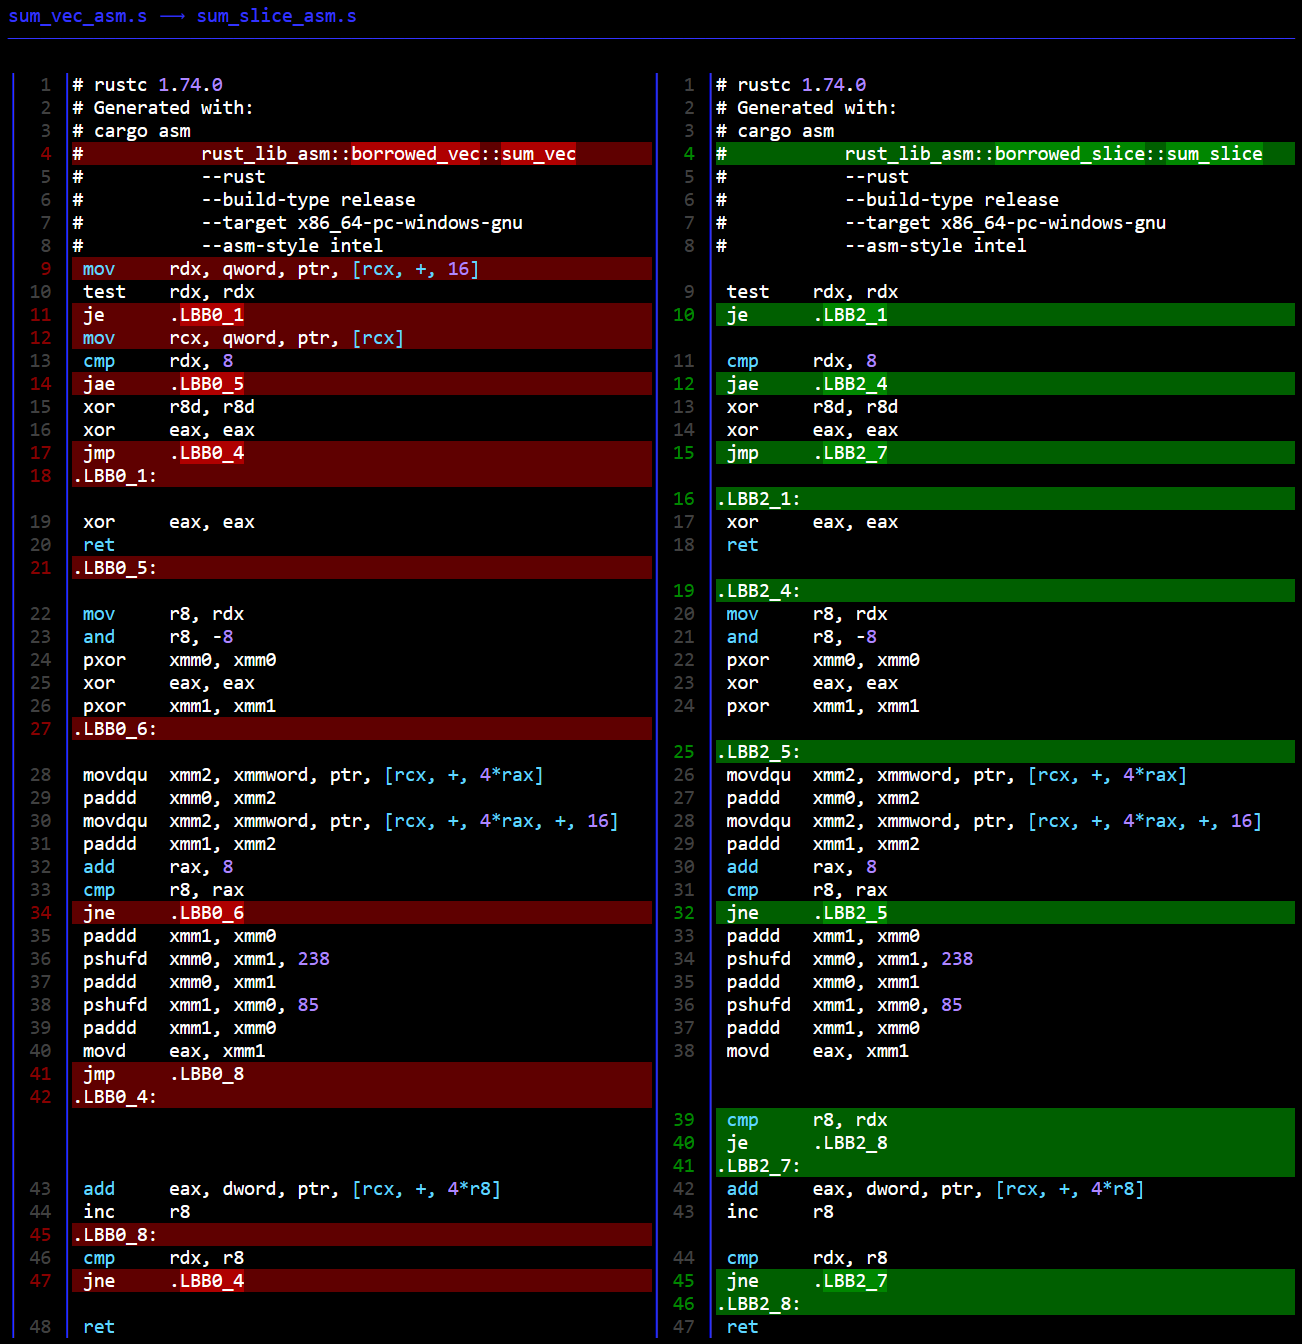 sum_vec_asm.s ⟶ sum_slice_asm.s
1 # rustc 1.74.0
2 # Generated with:
3 # cargo asm
4 #           rust_lib_asm::borrowed_vec::sum_vec
5 #           --rust
6 #           --build-type release
7 #           --target x86_64-pc-windows-gnu
8 #           --asm-style intel
9  mov     rdx, qword, ptr, [rcx, +, 16]
10  test    rdx, rdx
11  je      .LBB0_1
12  mov     rcx, qword, ptr, [rcx]
13  cmp     rdx, 8
14  jae     .LBB0_5
15  xor     r8d, r8d
16  xor     eax, eax
17  jmp     .LBB0_4
18 .LBB0_1:
19  xor     eax, eax
20  ret
21 .LBB0_5:
22  mov     r8, rdx
23  and     r8, -8
24  pxor    xmm0, xmm0
25  xor     eax, eax
26  pxor    xmm1, xmm1
27 .LBB0_6:
28  movdqu  xmm2, xmmword, ptr, [rcx, +, 4*rax]
29  paddd   xmm0, xmm2
30  movdqu  xmm2, xmmword, ptr, [rcx, +, 4*rax, +, 16]
31  paddd   xmm1, xmm2
32  add     rax, 8
33  cmp     r8, rax
34  jne     .LBB0_6
35  paddd   xmm1, xmm0
36  pshufd  xmm0, xmm1, 238
37  paddd   xmm0, xmm1
38  pshufd  xmm1, xmm0, 85
39  paddd   xmm1, xmm0
40  movd    eax, xmm1
41  jmp     .LBB0_8
42 .LBB0_4:
43  add     eax, dword, ptr, [rcx, +, 4*r8]
44  inc     r8
45 .LBB0_8:
46  cmp     rdx, r8
47  jne     .LBB0_4
48  ret
1 # rustc 1.74.0
2 # Generated with:
3 # cargo asm
4 #           rust_lib_asm::borrowed_slice::sum_slice
5 #           --rust
6 #           --build-type release
7 #           --target x86_64-pc-windows-gnu
8 #           --asm-style intel
9  test    rdx, rdx
10  je      .LBB2_1
11  cmp     rdx, 8
12  jae     .LBB2_4
13  xor     r8d, r8d
14  xor     eax, eax
15  jmp     .LBB2_7
16 .LBB2_1:
17  xor     eax, eax
18  ret
19 .LBB2_4:
20  mov     r8, rdx
21  and     r8, -8
22  pxor    xmm0, xmm0
23  xor     eax, eax
24  pxor    xmm1, xmm1
25 .LBB2_5:
26  movdqu  xmm2, xmmword, ptr, [rcx, +, 4*rax]
27  paddd   xmm0, xmm2
28  movdqu  xmm2, xmmword, ptr, [rcx, +, 4*rax, +, 16]
29  paddd   xmm1, xmm2
30  add     rax, 8
31  cmp     r8, rax
32  jne     .LBB2_5
33  paddd   xmm1, xmm0
34  pshufd  xmm0, xmm1, 238
35  paddd   xmm0, xmm1
36  pshufd  xmm1, xmm0, 85
37  paddd   xmm1, xmm0
38  movd    eax, xmm1
39  cmp     r8, rdx
40  je      .LBB2_8
41 .LBB2_7:
42  add     eax, dword, ptr, [rcx, +, 4*r8]
43  inc     r8
44  cmp     rdx, r8
45  jne     .LBB2_7
46 .LBB2_8:
47  ret